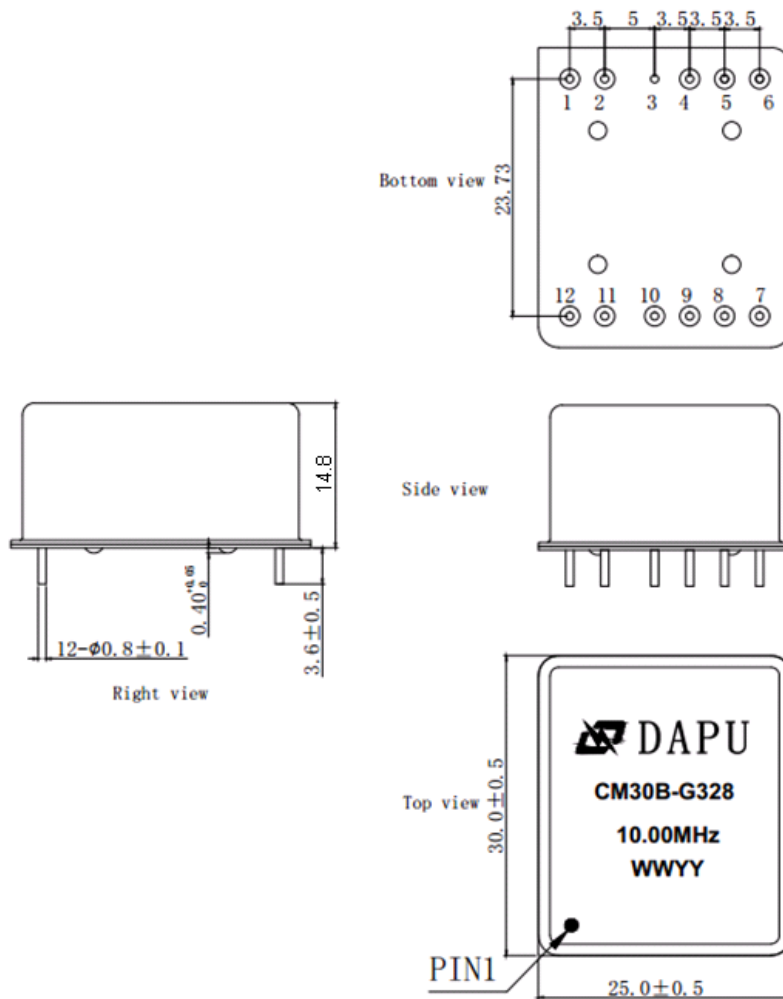 3.5 5 3.5 3.5 3.5
1 2 3 4 5 6
Bottom view
23.73
12 11 10 9 8 7
14.8
Side view
0.40 +0.05 0
3.6±0.5
12-Φ0.8±0.1
Right view
DAPU
CM30B-G328
Top view
30.0±0.5
10.00MHz
WWYY
PIN1
25.0±0.5